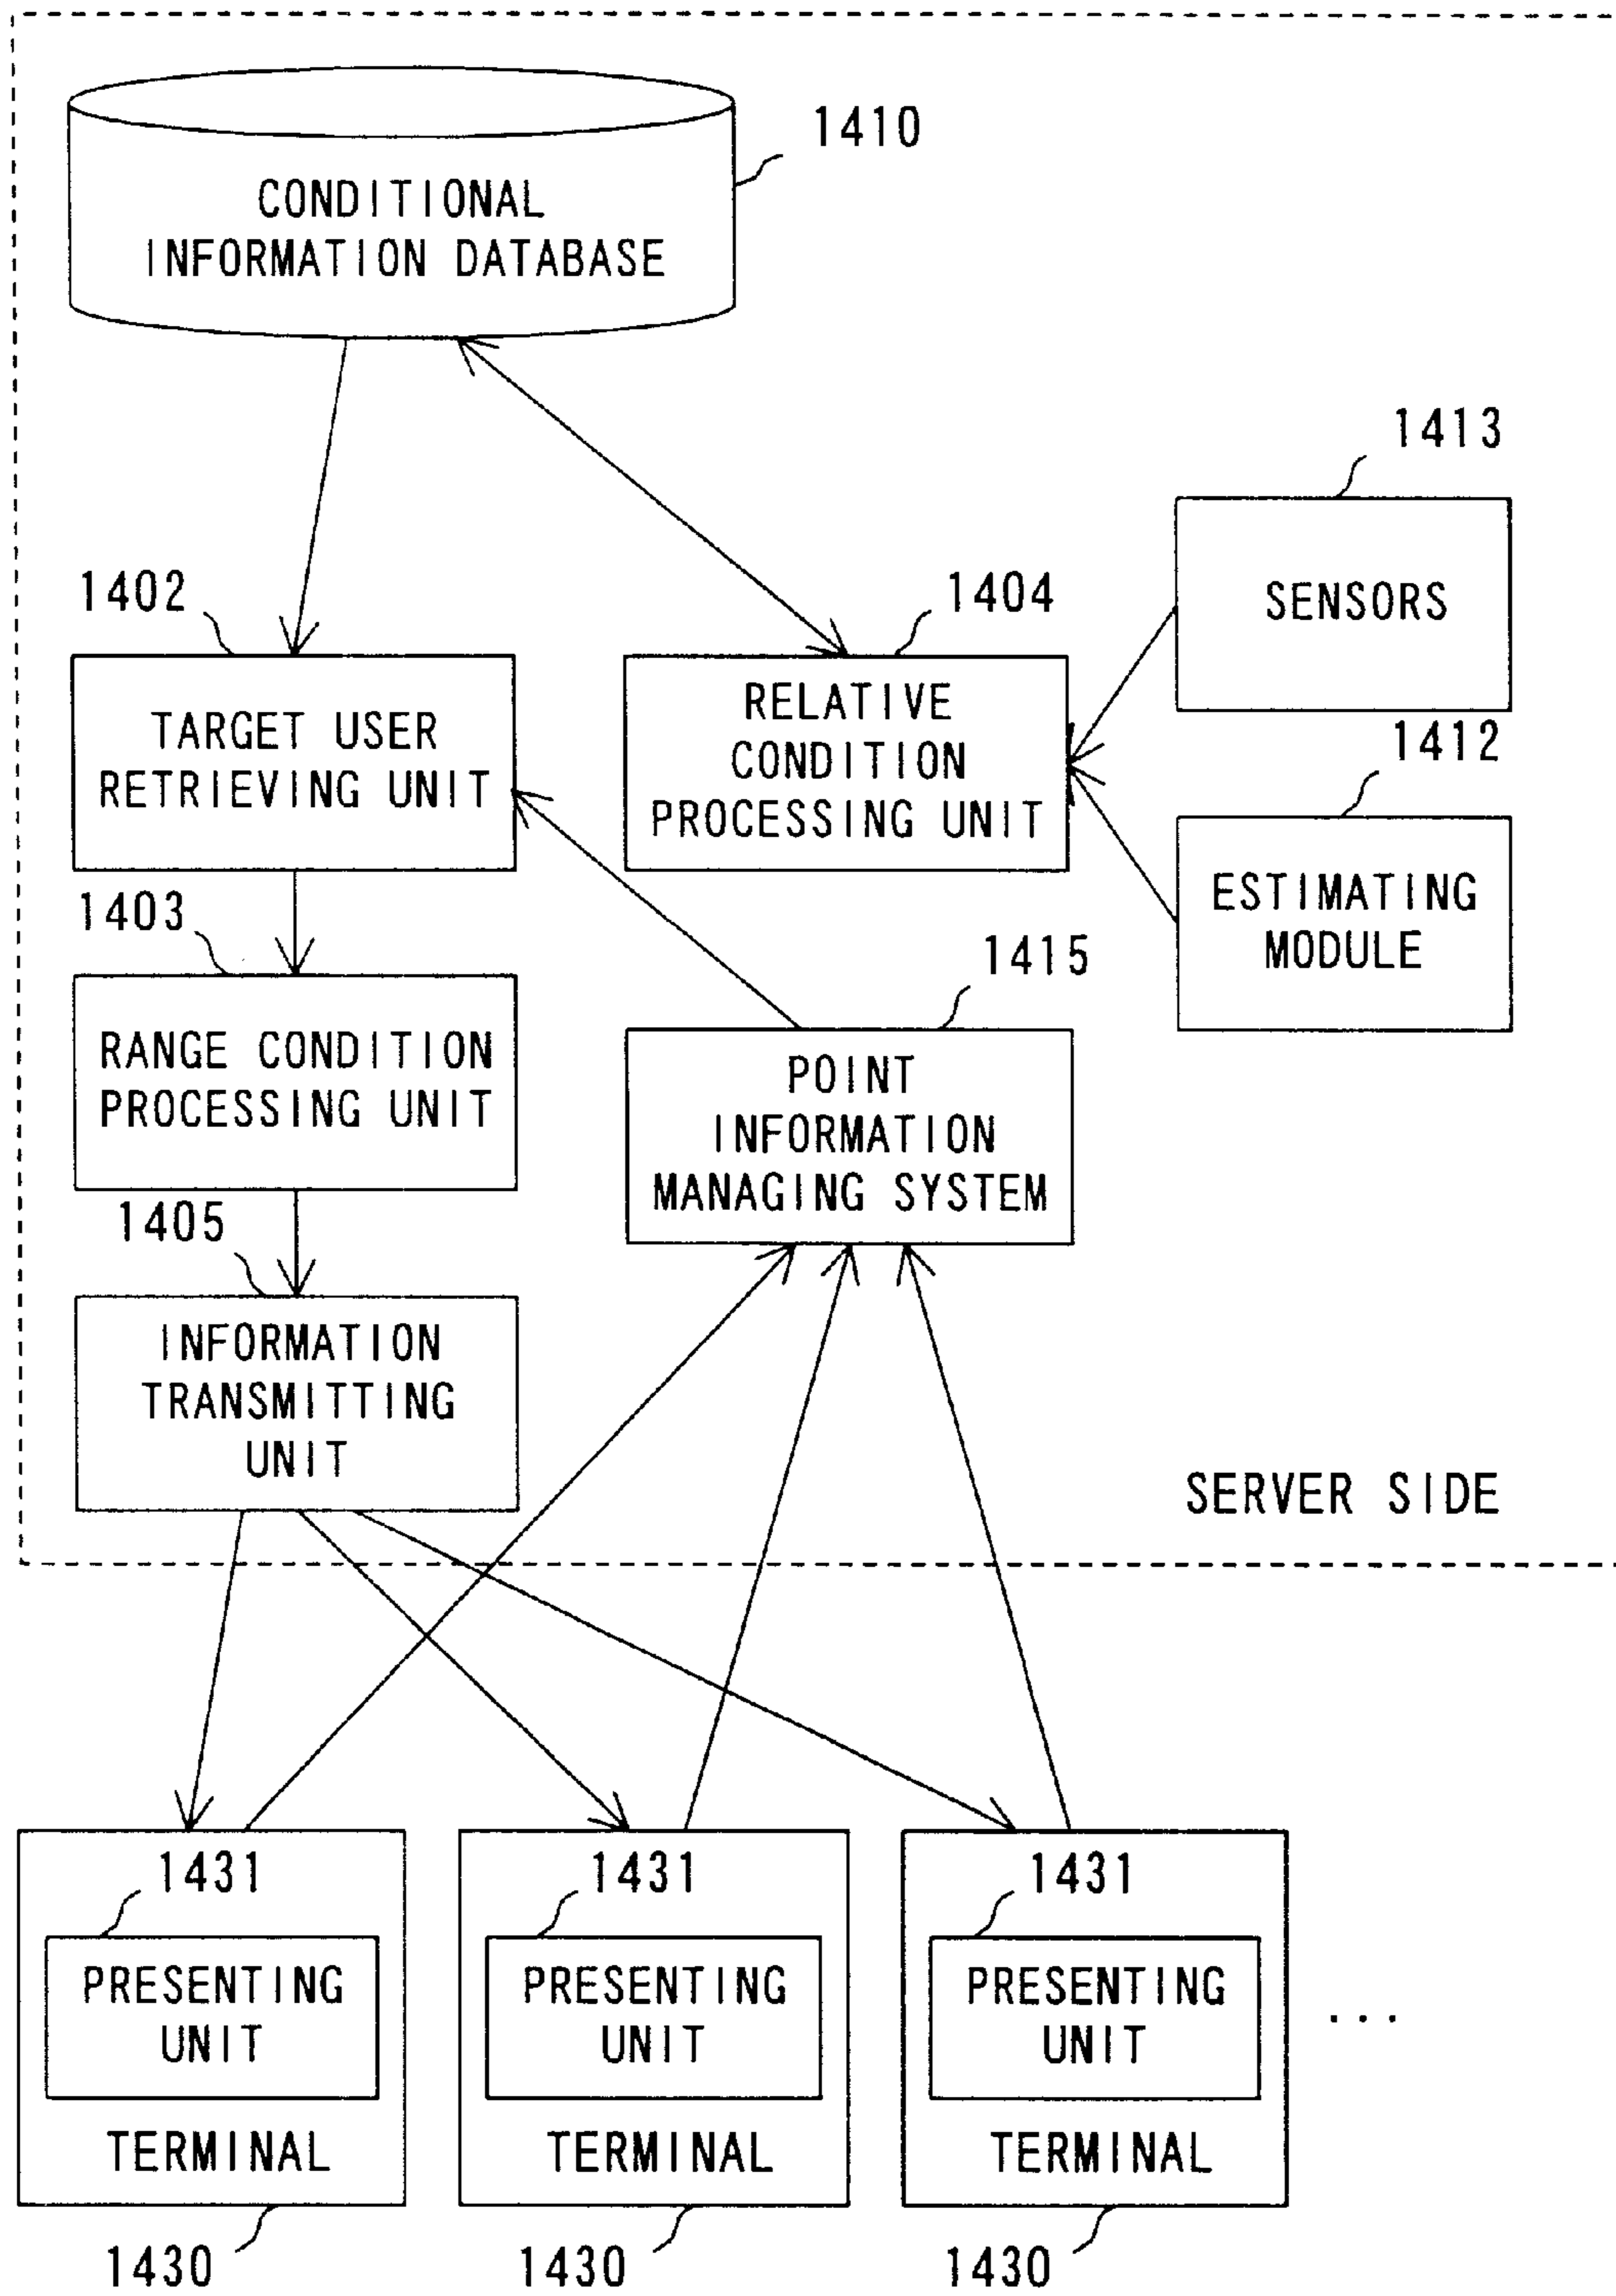 1410
CONDITIONAL
INFORMATION DATABASE
1413
SENSORS
1402
TARGET USER
RETRIEVING UNIT
1404
RELATIVE
CONDITION
PROCESSING UNIT
1412
ESTIMATING
MODULE
1403
RANGE CONDITION
PROCESSING UNIT
1415
POINT
INFORMATION
MANAGING SYSTEM
1405
INFORMATION
TRANSMITTING
UNIT
SERVER SIDE
1431
PRESENTING
UNIT
TERMINAL
1430
1431
PRESENTING
UNIT
TERMINAL
1430
1431
PRESENTING
UNIT
TERMINAL
1430
...